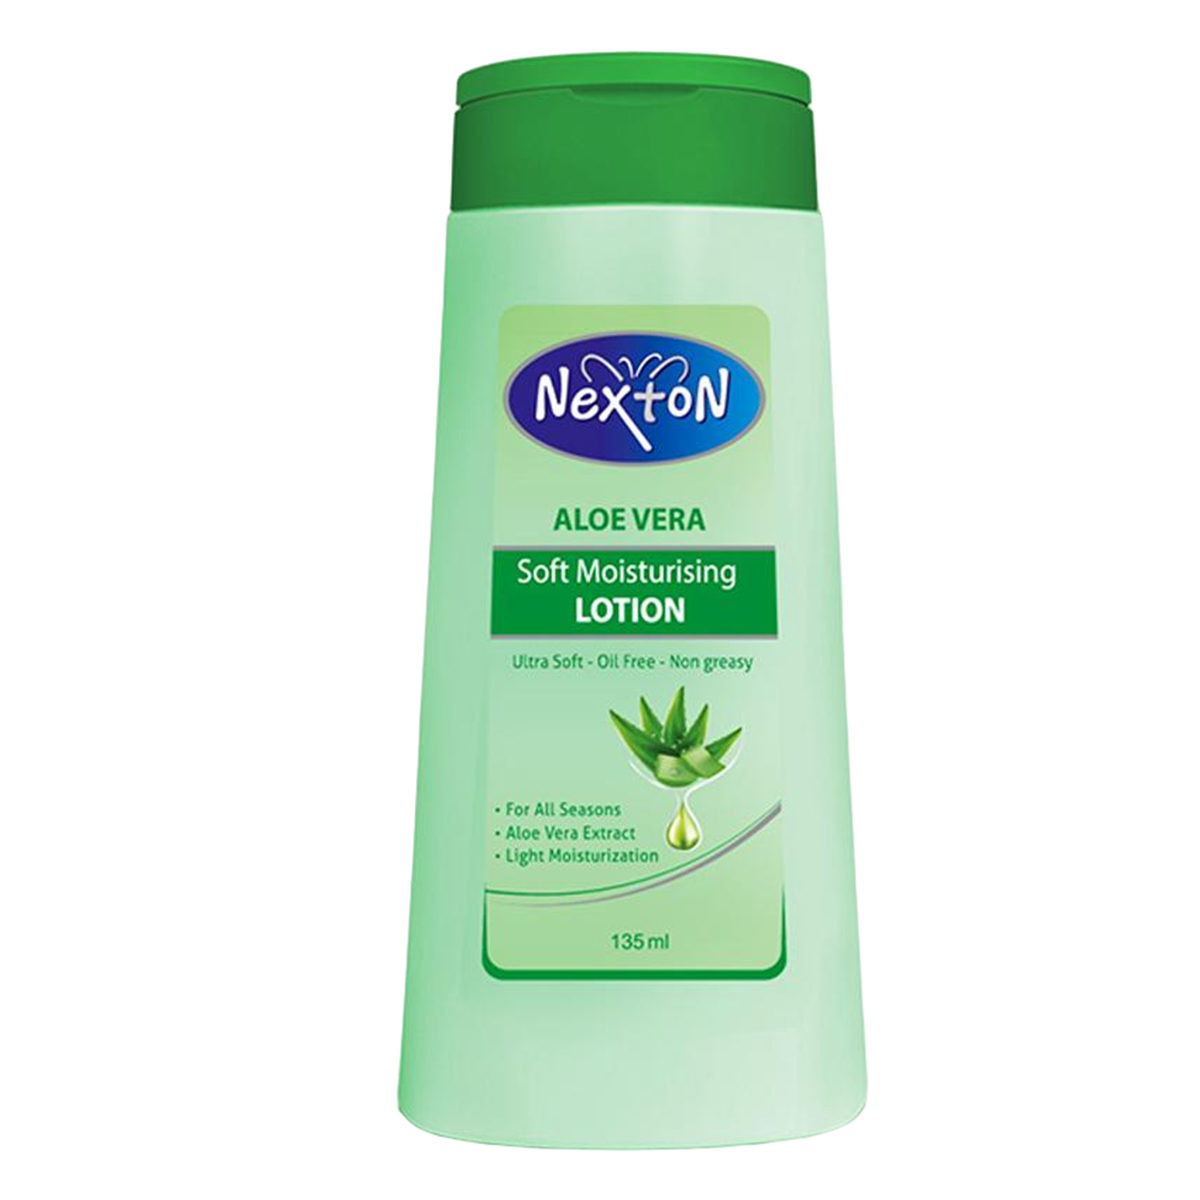 NextoN
ALOE VERA
Soft Moisturising
LOTION
Ultra Soft - Oil Free - Non greasy
• For All Seasons
• Aloe Vera Extract
• Light Moisturization
135 ml